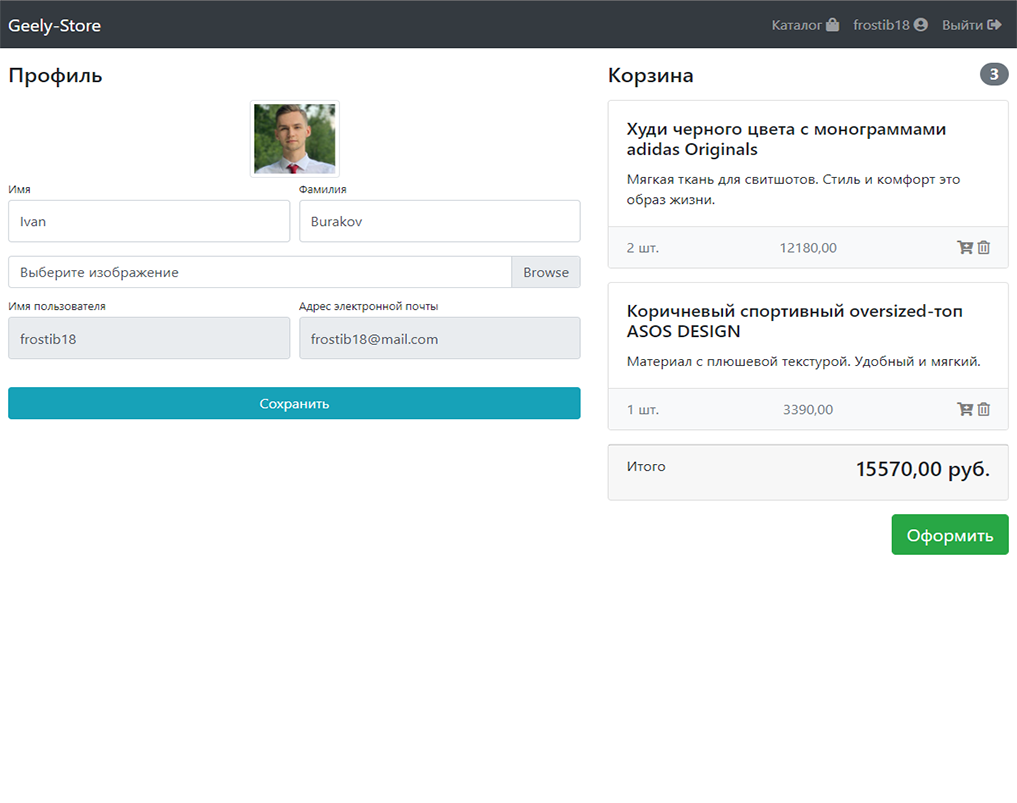 Geely-Store
Каталог frostib18 Выйти
Профиль
Имя
Фамилия
Ivan
Burakov
Выберите изображение
Browse
Имя пользователя
Адрес электронной почты
frostib18
frostib18@mail.com
Сохранить
Корзина
3
Худи черного цвета с монограммами
adidas Originals
Мягкая ткань для свитшотов. Стиль и комфорт это
образ жизни.
2 шт.
12180,00
Коричневый спортивный oversized-топ
ASOS DESIGN
Материал с плюшевой текстурой. Удобный и мягкий.
1 шт.
3390,00
Итого
15570,00 руб.
Оформить